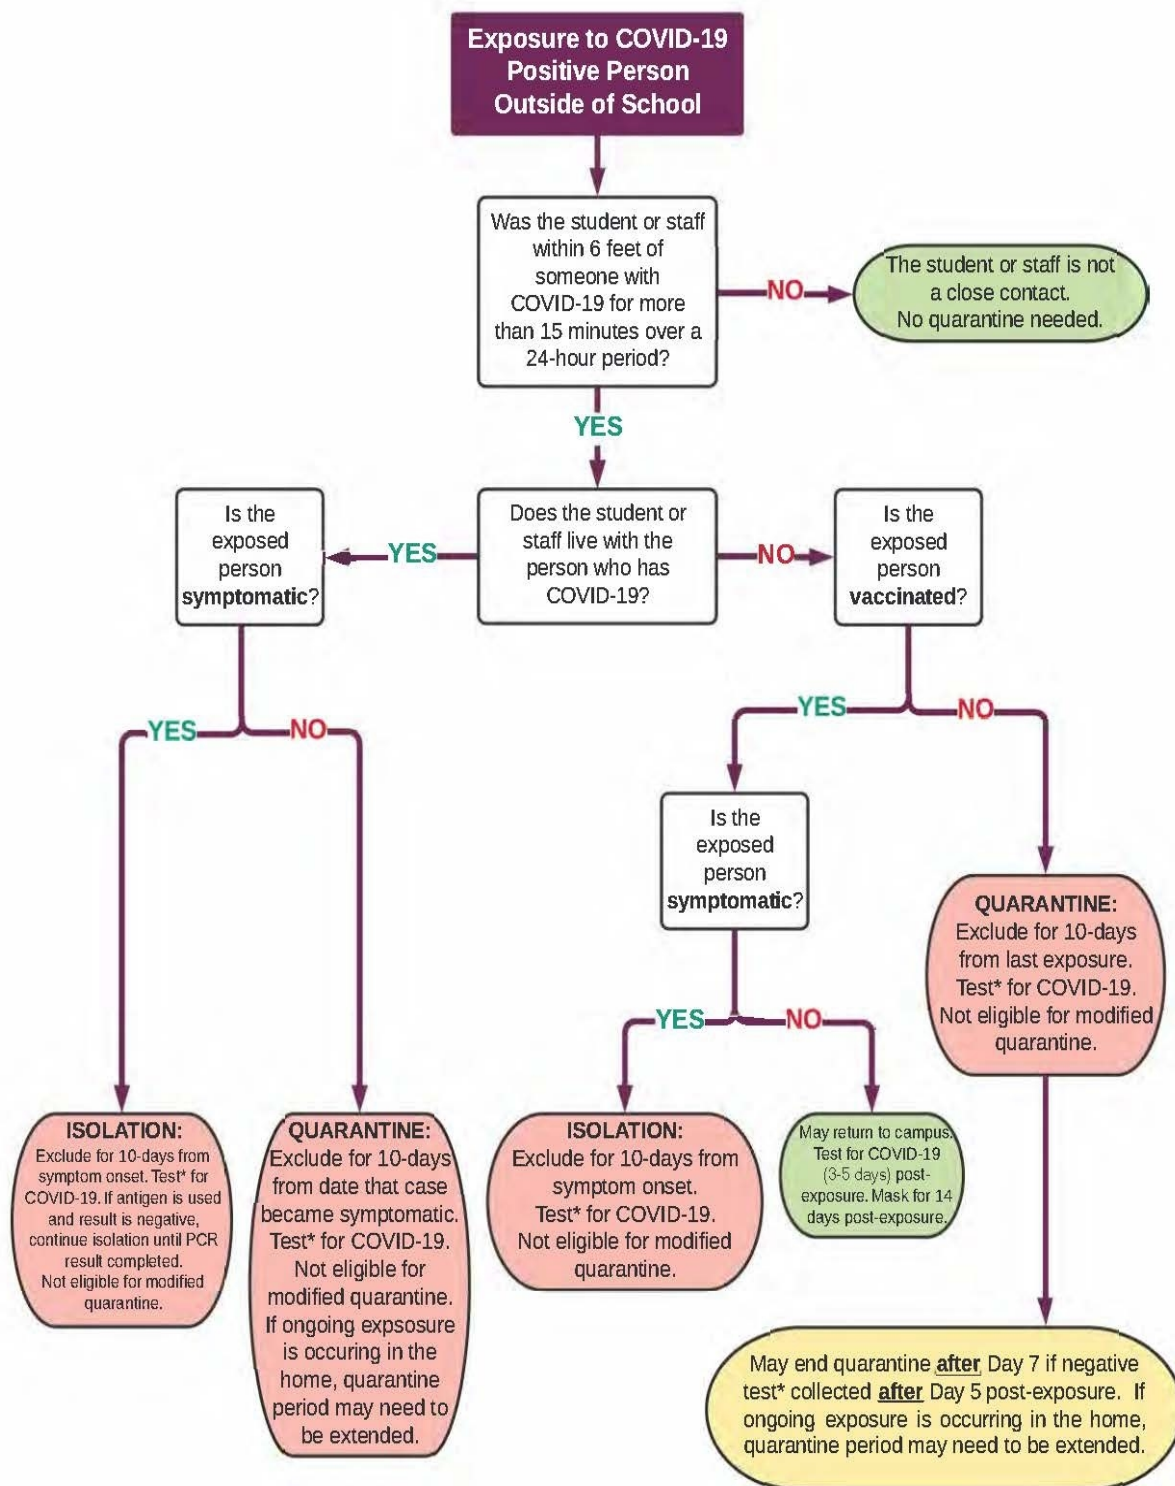 Exposure to COVID-19
Positive Person
Outside of School
Was the student or staff
within 6 feet of
someone with
COVID-19 for more
than 15 minutes over a
24-hour period?
NO
The student or staff is not
a close contact.
No quarantine needed.
YES
Is the
exposed
person
symptomatic?
YES
Does the student or
staff live with the
person who has
COVID-19?
NO
Is the
exposed
person
vaccinated?
YES
NO
YES
NO
Is the
exposed
person
symptomatic?
QUARANTINE:
Exclude for 10-days
from last exposure.
Test* for COVID-19.
Not eligible for modified
quarantine.
YES
NO
ISOLATION:
Exclude for 10-days from
symptom onset. Test* for
COVID-19. If antigen is used
and result is negative,
continue isolation until PCR
result completed.
Not eligible for modified
quarantine.
QUARANTINE:
Exclude for 10-days
from date that case
became symptomatic.
Test* for COVID-19.
Not eligible for
modified quarantine.
If ongoing expsosure
is occuring in the
home, quarantine
period may need to
be extended.
ISOLATION:
Exclude for 10-days from
symptom onset.
Test* for COVID-19.
Not eligible for modified
quarantine.
May return to campus.
Test for COVID-19
(3-5 days) post-
exposure. Mask for 14
days post-exposure.
May end quarantine after Day 7 if negative
test* collected after Day 5 post-exposure. If
ongoing exposure is occurring in the home,
quarantine period may need to be extended.